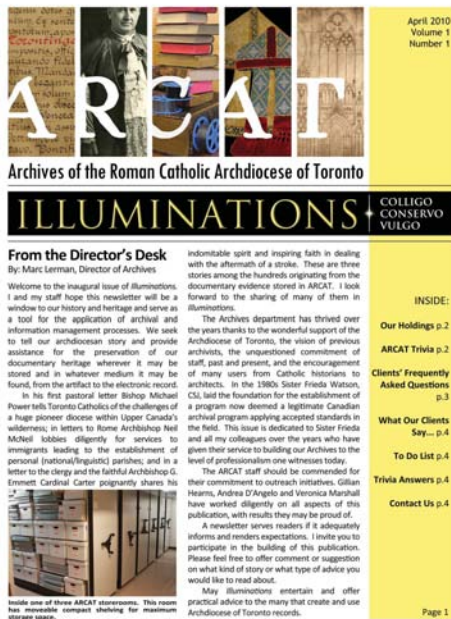 April 2010
Volume 1
Number 1
ARCAT
Archives of the Roman Catholic Archdiocese of Toronto
ILLUMINATIONS
COLLIGO
CONSERVO
VULGO
From the Director's Desk
By: Marc Lerman, Director of Archives
Welcome to the inaugural issue of Illuminations.
I and my staff hope this newsletter will be a
window to our history and heritage and serve as
a tool for the application of archival and
information management processes. We seek
to tell our archdiocesan story and provide
assistance for the preservation of our
documentary heritage wherever it may be
stored and in whatever medium it may be
found, from the artifact to the electronic record.
In his first pastoral letter Bishop Michael
Power tells Toronto Catholics of the challenges of
a huge pioneer diocese within Upper Canada's
wilderness; in letters to Rome Archbishop Neil
McNeil lobbies diligently for services to
immigrants leading to the establishment of
personal (national/linguistic) parishes; and in a
letter to the clergy and the faithful Archbishop G.
Emmett Cardinal Carter poignantly shares his
Inside one of three ARCAT storerooms. This room
has moveable compact shelving for maximum
storage space.
indomitable spirit and inspiring faith in dealing
with the aftermath of a stroke. These are three
stories among the hundreds originating from the
documentary evidence stored in ARCAT. I look
forward to the sharing of many of them in
Illuminations.
The Archives department has thrived over
the years thanks to the wonderful support of the
Archdiocese of Toronto, the vision of previous
archivists, the unquestioned commitment of
staff, past and present, and the encouragement
of many users from Catholic historians to
architects. In the 1980s Sister Frieda Watson,
CSJ, laid the foundation for the establishment of
a program now deemed a legitimate Canadian
archival program applying accepted standards in
the field. This issue is dedicated to Sister Frieda
and all my colleagues over the years who have
given their service to building our Archives to the
level of professionalism one witnesses today.
The ARCAT staff should be commended for
their commitment to outreach initiatives. Gillian
Hearns, Andrea D'Angelo and Veronica Marshall
have worked diligently on all aspects of this
publication, with results they may be proud of.
A newsletter serves readers if it adequately
informs and renders expectations. I invite you to
participate in the building of this publication.
Please feel free to offer comment or suggestion
on what kind of story or what type of advice you
would like to read about.
May Illuminations entertain and offer
practical advice to the many that create and use
Archdiocese of Toronto records.
INSIDE:
Our Holdings p.2
ARCAT Trivia p.2
Clients' Frequently
Asked Questions
p.3
What Our Clients
Say... p.4
To Do List p.4
Trivia Answers p.4
Contact Us p.4
Page 1